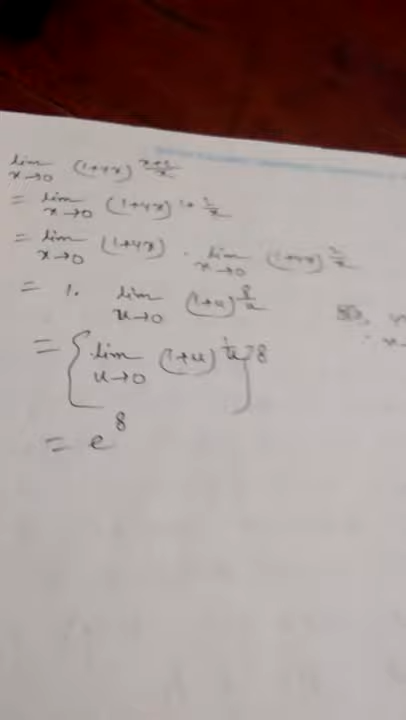 lim x→0 (1+4x)^{(x+2)/x}
= lim x→0 (1+4x)^{1+2/x}
= lim x→0 (1+4x) · lim x→0 (1+4x)^{2/x}
= 1. lim u→0 (1+u)^{8/u}
= { lim u→0 (1+u)^{1/u} }^8
= e^8